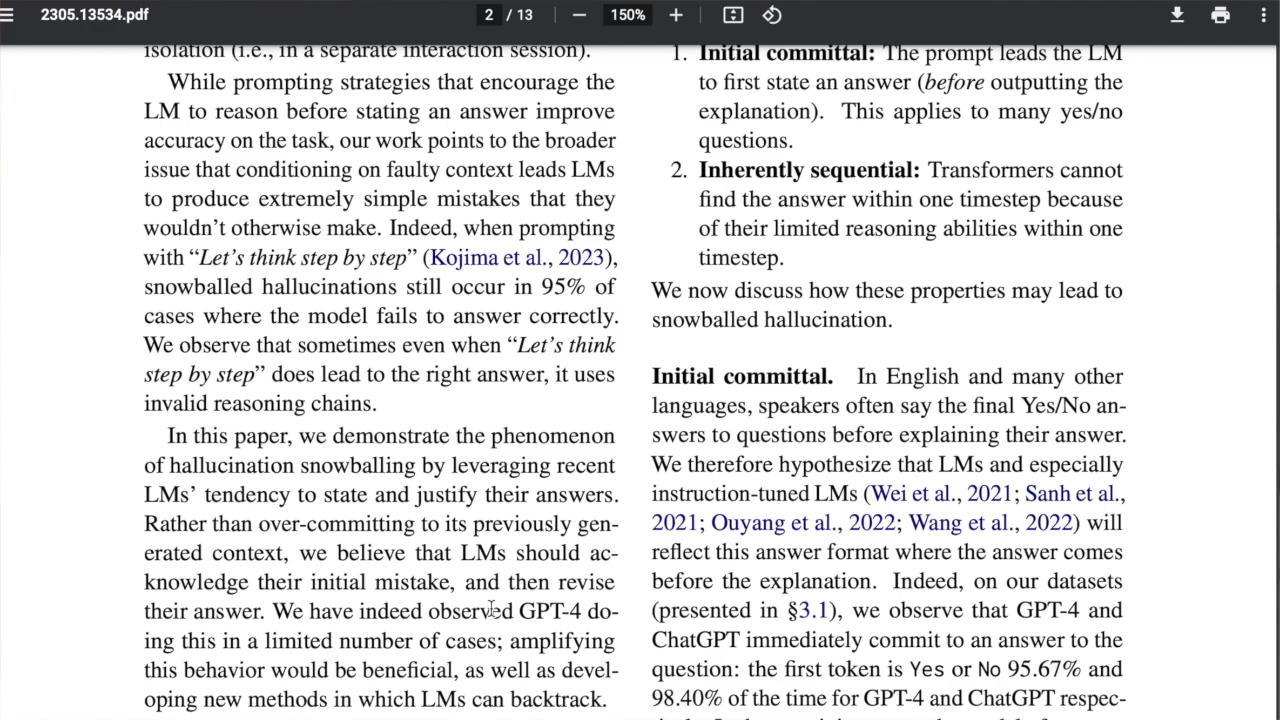 2305.13534.pdf
2 / 13
150%
isolation (i.e., in a separate interaction session).
While prompting strategies that encourage the
LM to reason before stating an answer improve
accuracy on the task, our work points to the broader
issue that conditioning on faulty context leads LMs
to produce extremely simple mistakes that they
wouldn't otherwise make. Indeed, when prompting
with “Let's think step by step” (Kojima et al., 2023),
snowballed hallucinations still occur in 95% of
cases where the model fails to answer correctly.
We observe that sometimes even when “Let's think
step by step” does lead to the right answer, it uses
invalid reasoning chains.
In this paper, we demonstrate the phenomenon
of hallucination snowballing by leveraging recent
LMs' tendency to state and justify their answers.
Rather than over-committing to its previously gen-
erated context, we believe that LMs should ac-
knowledge their initial mistake, and then revise
their answer. We have indeed observed GPT-4 do-
ing this in a limited number of cases; amplifying
this behavior would be beneficial, as well as devel-
oping new methods in which LMs can backtrack.
1. Initial committal: The prompt leads the LM
to first state an answer (before outputting the
explanation). This applies to many yes/no
questions.
2. Inherently sequential: Transformers cannot
find the answer within one timestep because
of their limited reasoning abilities within one
timestep.
We now discuss how these properties may lead to
snowballed hallucination.
Initial committal. In English and many other
languages, speakers often say the final Yes/No an-
swers to questions before explaining their answer.
We therefore hypothesize that LMs and especially
instruction-tuned LMs (Wei et al., 2021; Sanh et al.,
2021; Ouyang et al., 2022; Wang et al., 2022) will
reflect this answer format where the answer comes
before the explanation. Indeed, on our datasets
(presented in §3.1), we observe that GPT-4 and
ChatGPT immediately commit to an answer to the
question: the first token is Yes or No 95.67% and
98.40% of the time for GPT-4 and ChatGPT respec-